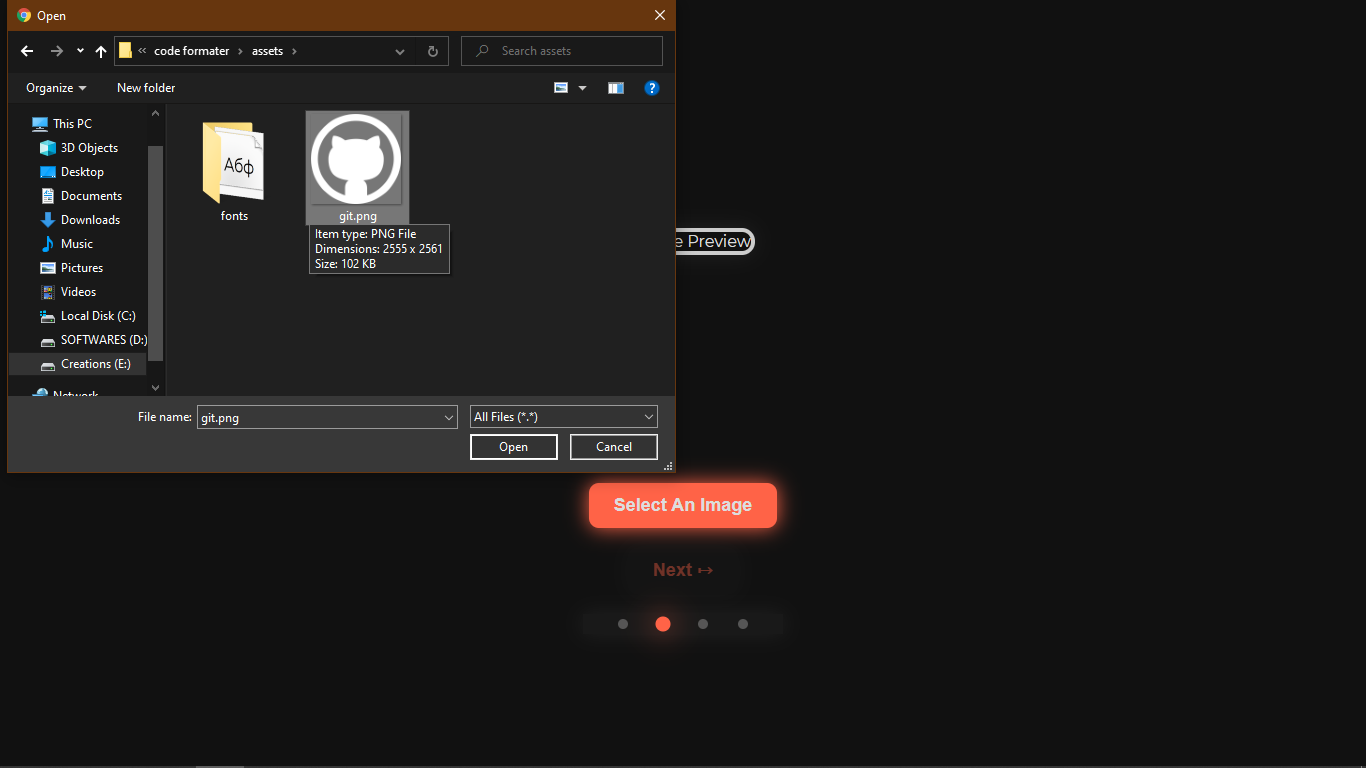 Open
code formater
assets
Search assets
Organize
New folder
This PC
3D Objects
Desktop
Documents
Downloads
Music
Pictures
Videos
Local Disk (C:)
SOFTWARES (D:)
Creations (E:)
Network
Абф
fonts
git.png
Item type: PNG File
Dimensions: 2555 x 2561
Size: 102 KB
e Preview
File name:
git.png
All Files (*.*)
Open
Cancel
Select An Image
Next ↦